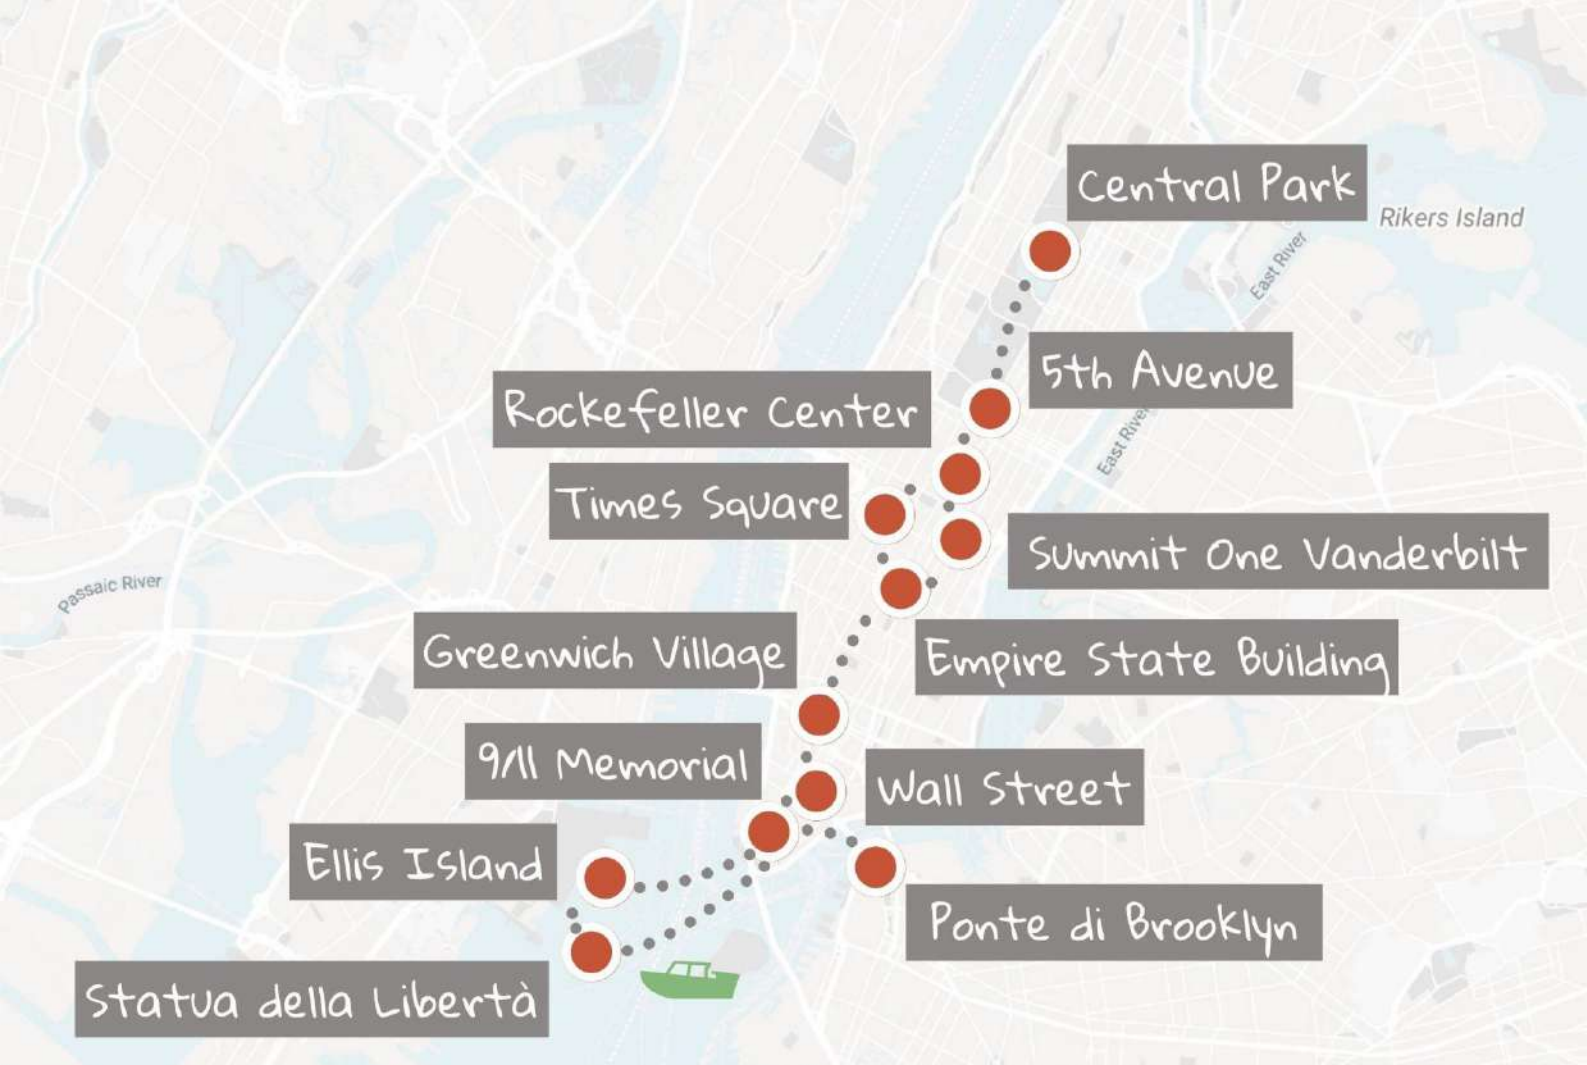 Central Park
Rikers Island
East River
5th Avenue
Rockefeller Center
East River
Times Square
Summit One Vanderbilt
Passaic River
Greenwich Village
Empire State Building
9/11 Memorial
Wall Street
Ellis Island
Ponte di Brooklyn
Statua della Libertà